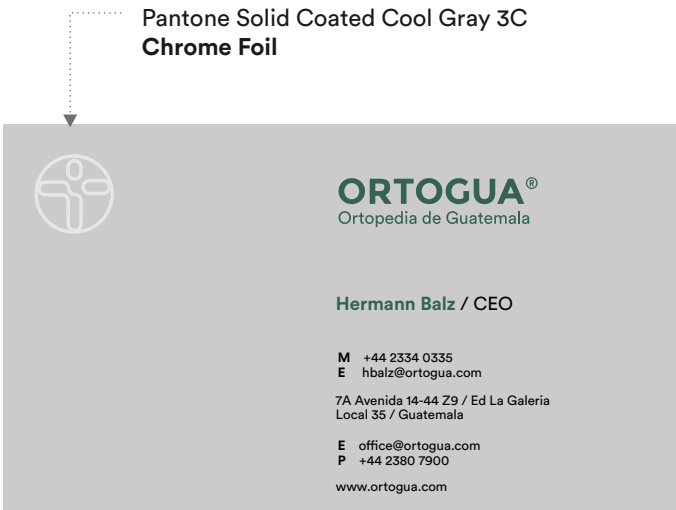 Pantone Solid Coated Cool Gray 3C
Chrome Foil
ORTOGUA®
Ortopedia de Guatemala
Hermann Balz / CEO
M +44 2334 0335
E hbalz@ortogua.com
7A Avenida 14-44 Z9 / Ed La Galeria
Local 35 / Guatemala
E office@ortogua.com
P +44 2380 7900
www.ortogua.com